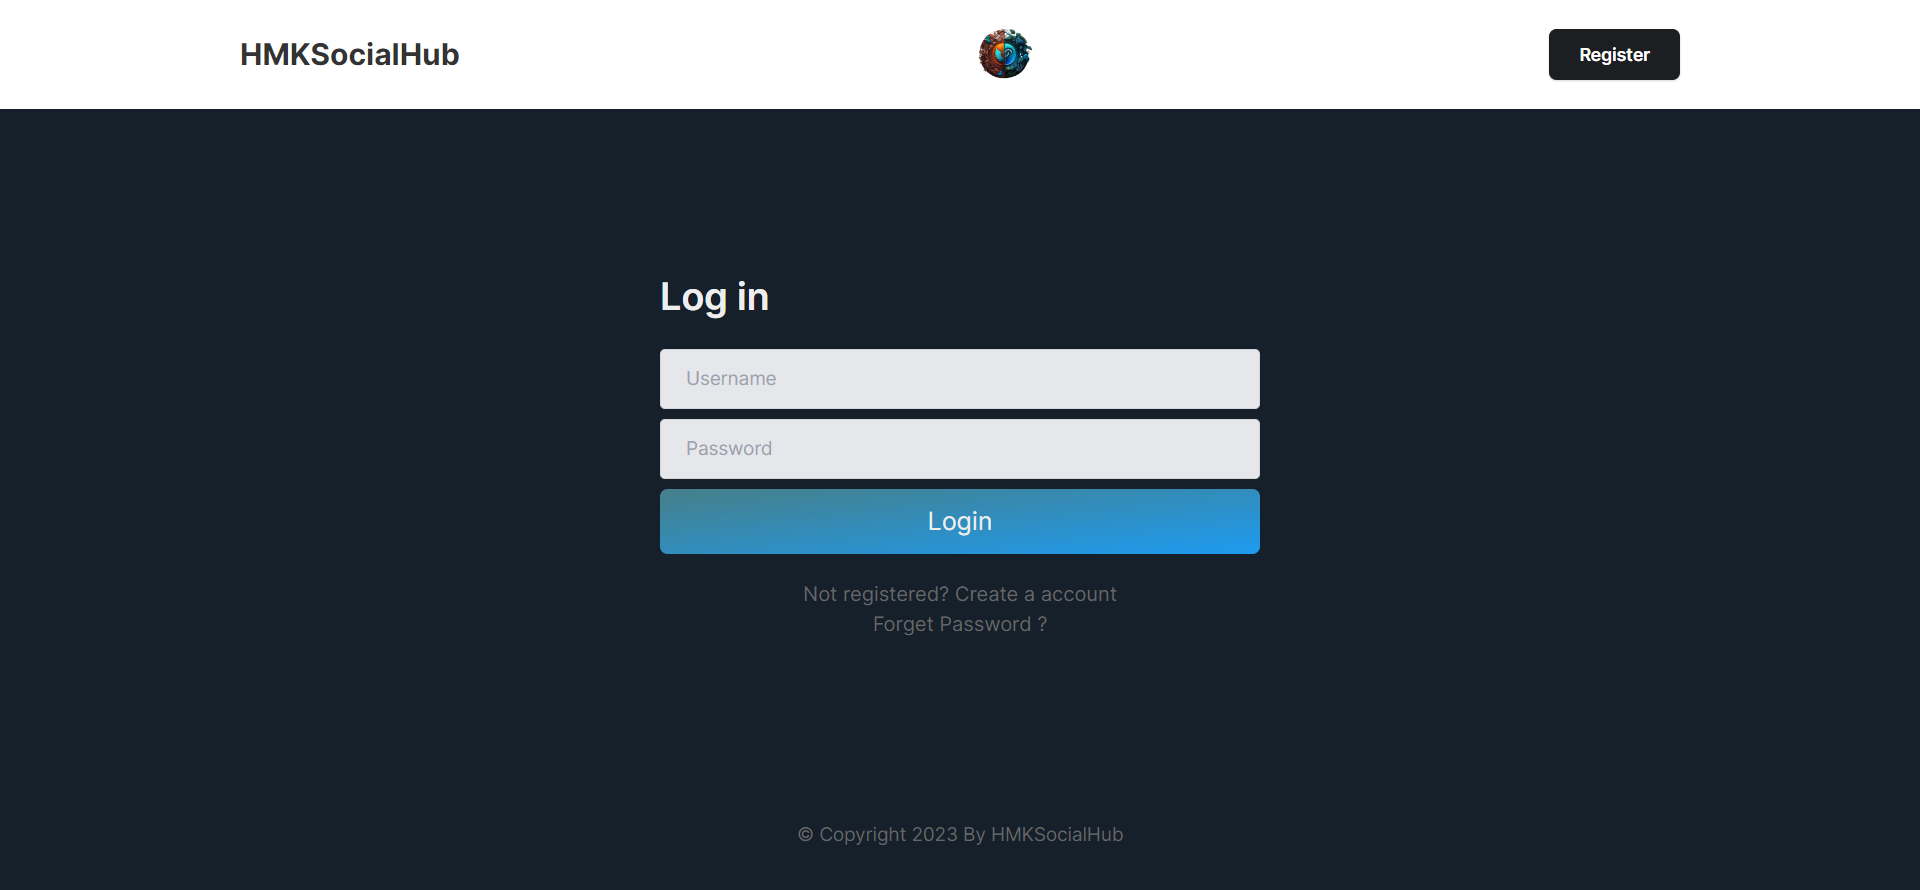 HMKSocialHub
Register
Log in
Username
Password
Login
Not registered? Create a account
Forget Password ?
© Copyright 2023 By HMKSocialHub